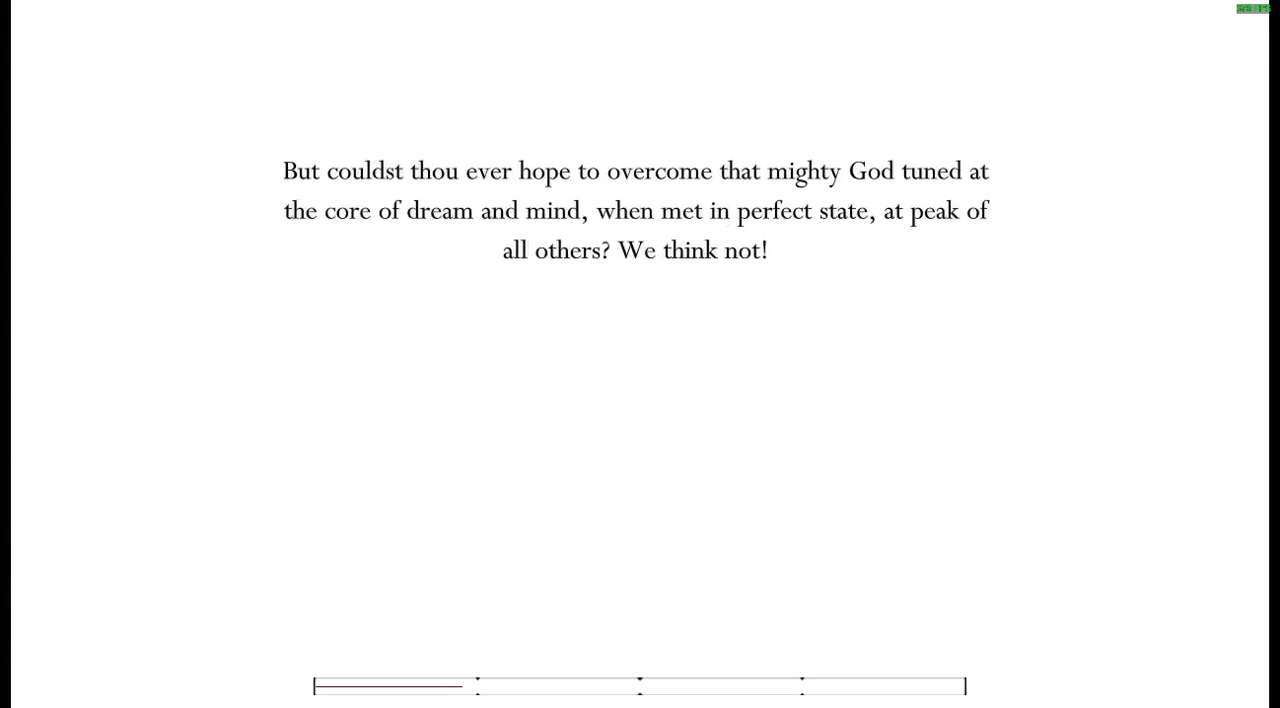 But couldst thou ever hope to overcome that mighty God tuned at
the core of dream and mind, when met in perfect state, at peak of
all others? We think not!